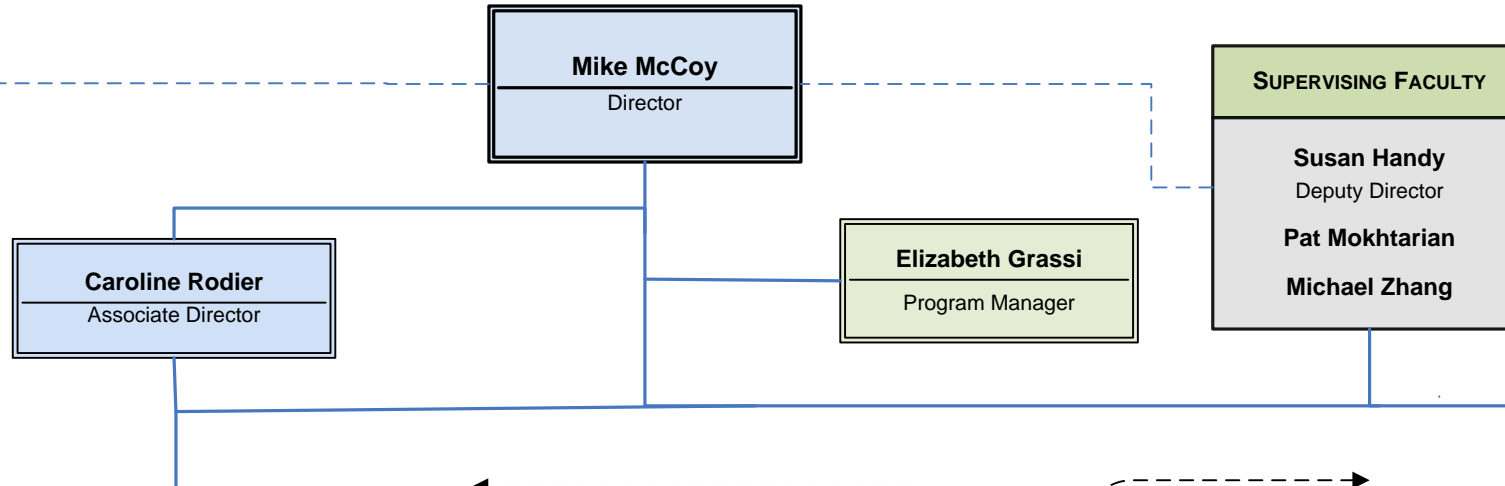 Mike McCoy
Director
SUPERVISING FACULTY
Susan Handy
Deputy Director
Pat Mokhtarian
Michael Zhang
Caroline Rodier
Associate Director
Elizabeth Grassi
Program Manager